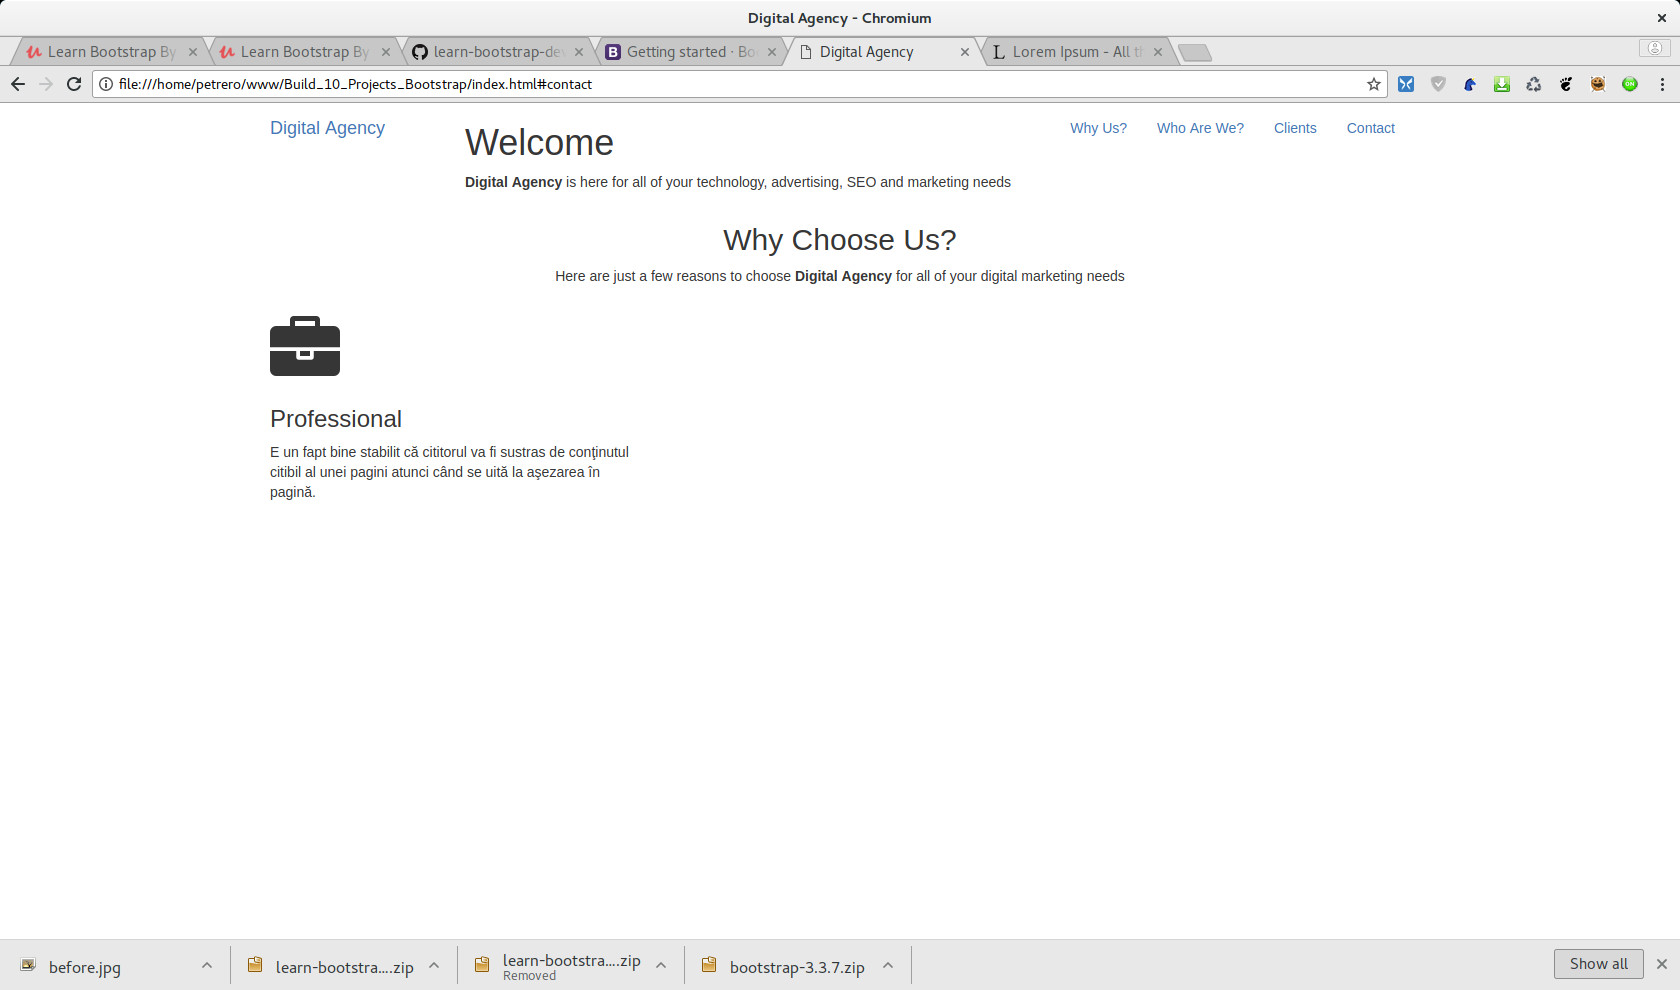 Digital Agency - Chromium
Learn Bootstrap By
Learn Bootstrap By
learn-bootstrap-de
Getting started · Bo
Digital Agency
Lorem Ipsum - All t
file:///home/petrero/www/Build_10_Projects_Bootstrap/index.html#contact
ON
Digital Agency
Why Us?
Who Are We?
Clients
Contact
Welcome
Digital Agency is here for all of your technology, advertising, SEO and marketing needs
Why Choose Us?
Here are just a few reasons to choose Digital Agency for all of your digital marketing needs
Professional
E un fapt bine stabilit că cititorul va fi sustras de conţinutul
citibil al unei pagini atunci când se uită la aşezarea în
pagină.
before.jpg
learn-bootstra....zip
learn-bootstra....zip
Removed
bootstrap-3.3.7.zip
Show all